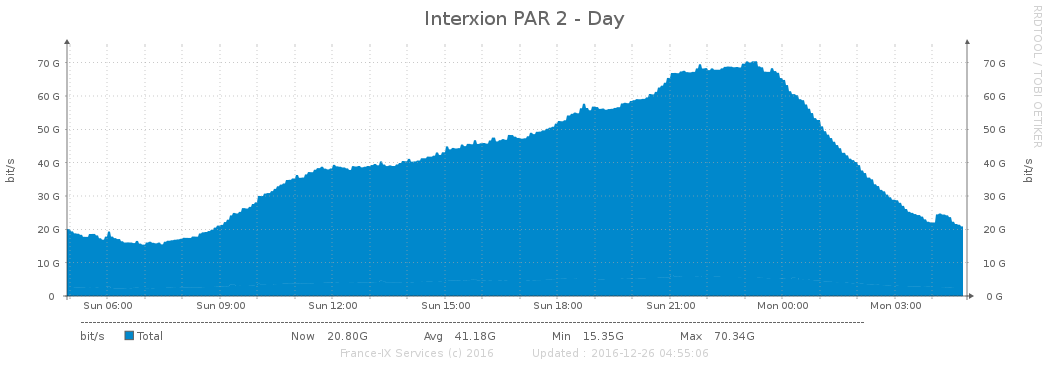 Interxion PAR 2 - Day
RRDTOOL / TOBI OETIKER
bit/s
70 G 70 G
60 G 60 G
50 G 50 G
40 G 40 G
30 G 30 G
20 G 20 G
10 G 10 G
0 0 G
bit/s
Sun 06:00 Sun 09:00 Sun 12:00 Sun 15:00 Sun 18:00 Sun 21:00 Mon 00:00 Mon 03:00
bit/s Total Now 20.80G Avg 41.18G Min 15.35G Max 70.34G
France-IX Services (c) 2016 Updated : 2016-12-26 04:55:06